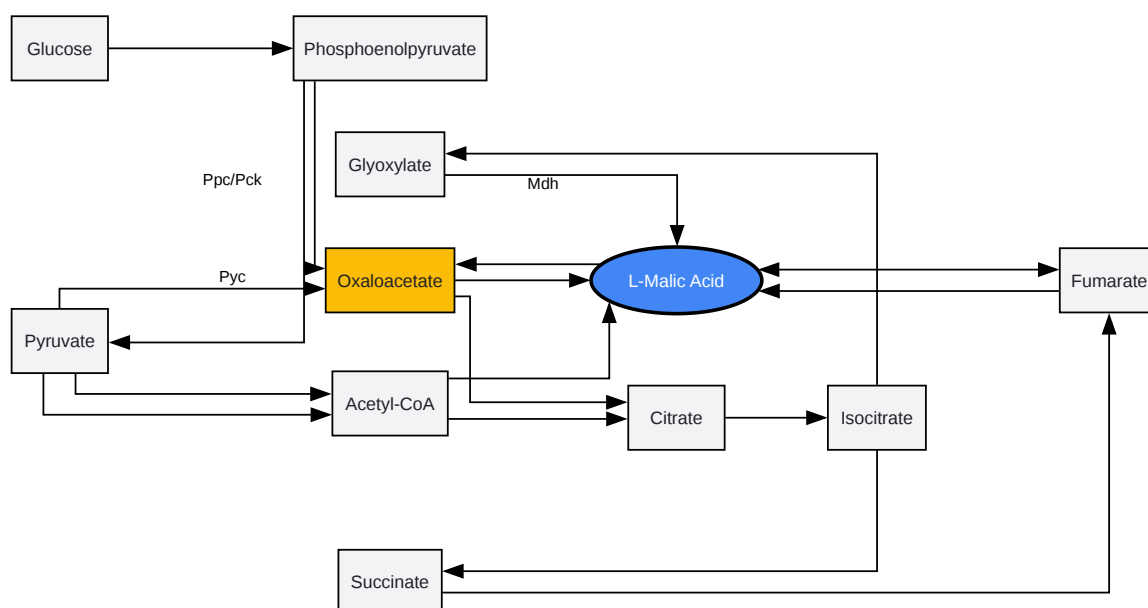 Glucose
Phosphoenolpyruvate
Glyoxylate
Ppc/Pck
Mdh
Pyc
Oxaloacetate
L-Malic Acid
Fumarate
Pyruvate
Acetyl-CoA
Citrate
Isocitrate
Succinate